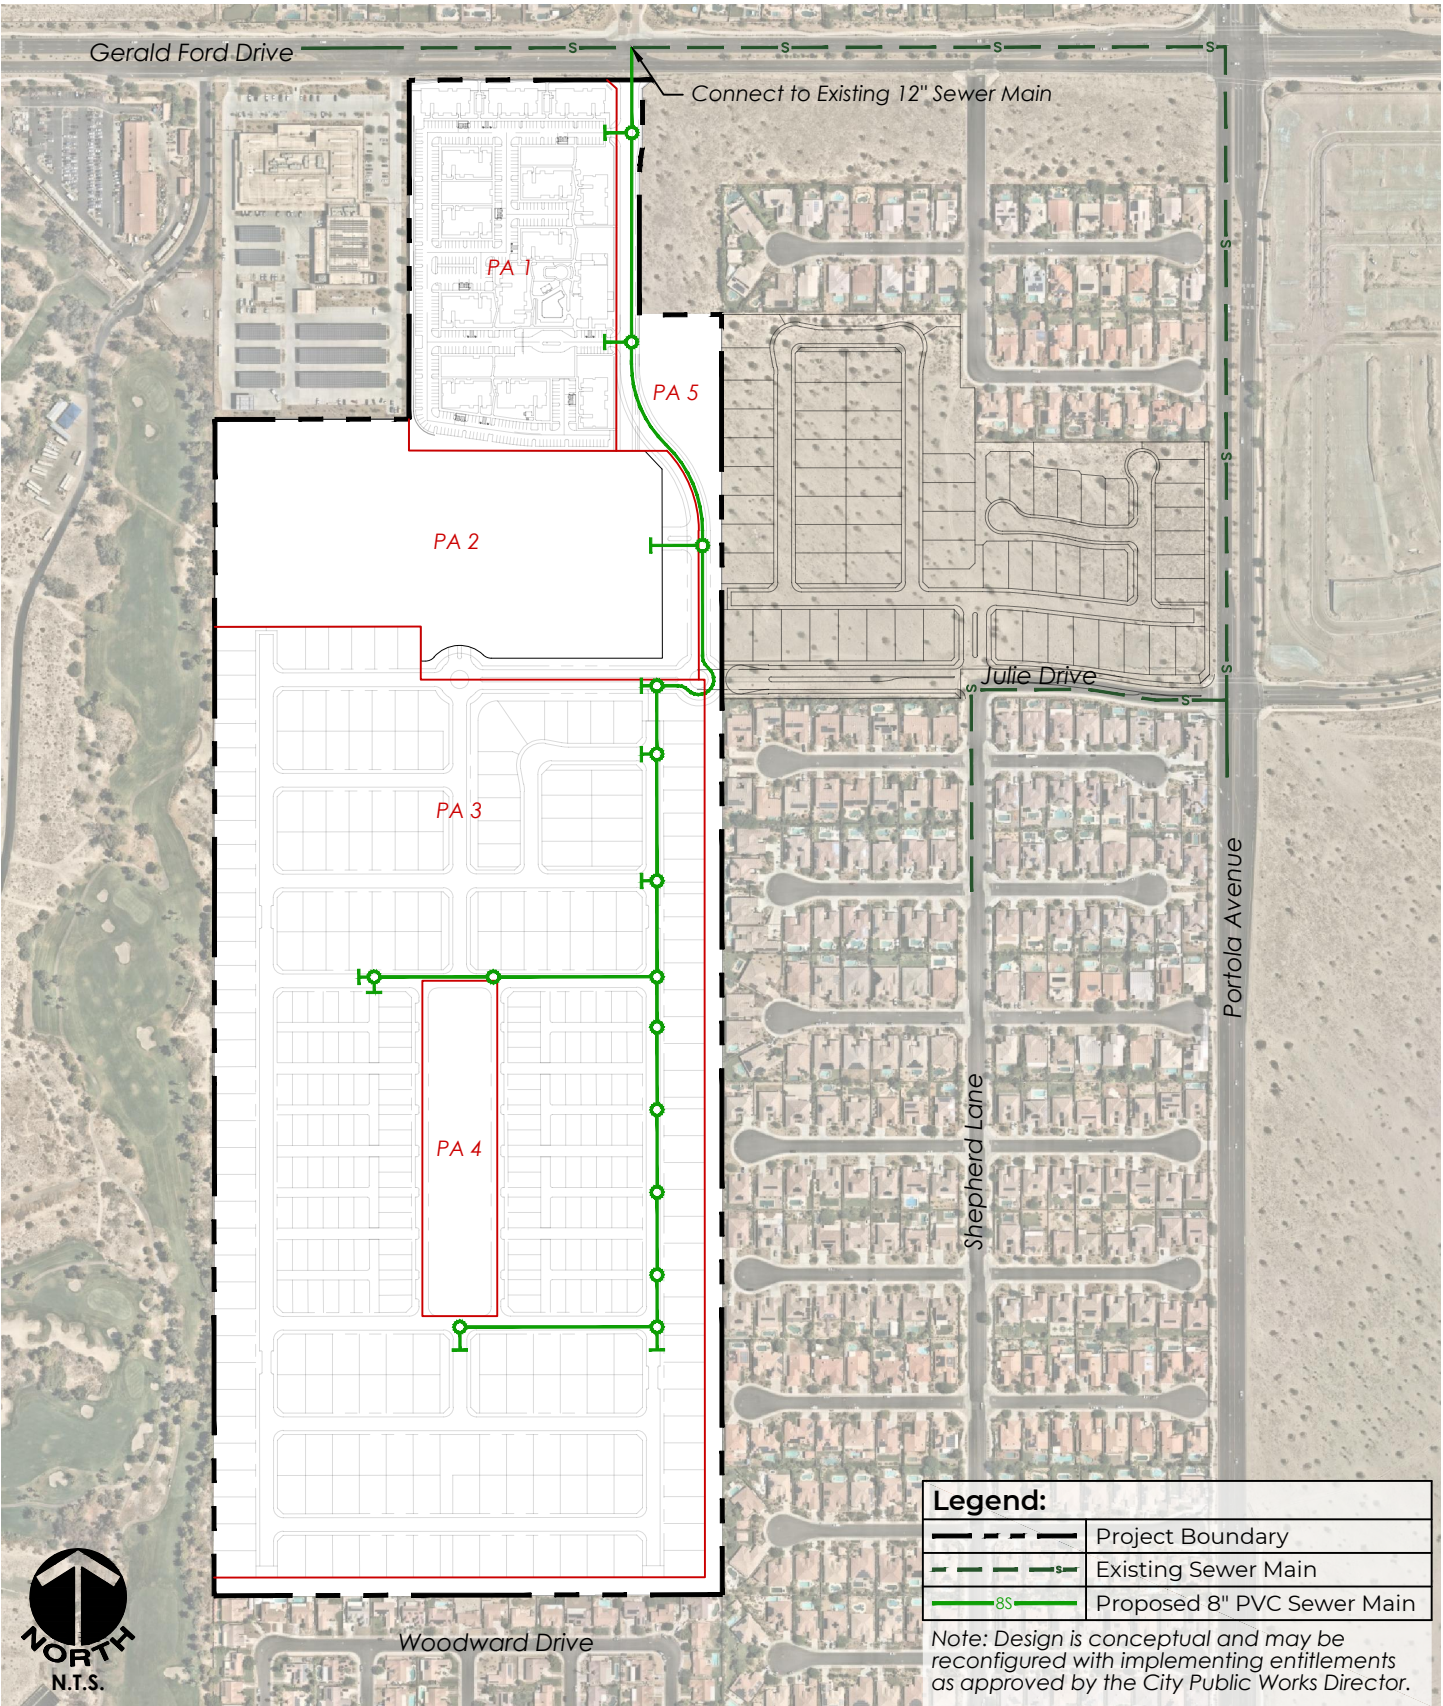 Gerald Ford Drive
S
S
S
S
Connect to Existing 12" Sewer Main
S
PA 1
PA 5
S
PA 2
S
Julie Drive
S
S
PA 3
Portola Avenue
Shepherd Lane
PA 4
Legend:
Project Boundary
S
Existing Sewer Main
8S
Proposed 8" PVC Sewer Main
Note: Design is conceptual and may be
reconfigured with implementing entitlements
as approved by the City Public Works Director.
Woodward Drive
NORTH
N.T.S.